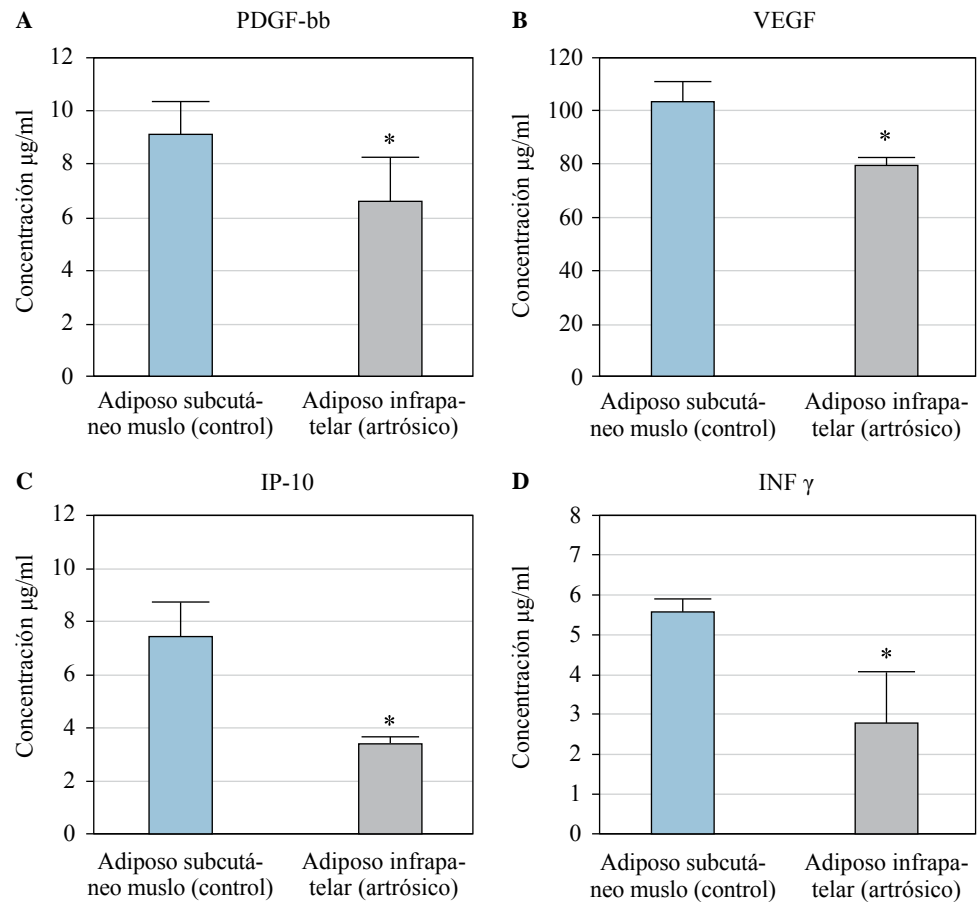 A
PDGF-bb
Concentración µg/ml
12
10
8
6
4
2
0
*
Adiposo subcutá-
neo muslo (control)
Adiposo infrapa-
telar (artrósico)
B
VEGF
Concentración µg/ml
120
100
80
60
40
20
0
*
Adiposo subcutá-
neo muslo (control)
Adiposo infrapa-
telar (artrósico)
C
IP-10
Concentración µg/ml
12
10
8
6
4
2
0
*
Adiposo subcutá-
neo muslo (control)
Adiposo infrapa-
telar (artrósico)
D
INF γ
Concentración µg/ml
8
7
6
5
4
3
2
1
0
*
Adiposo subcutá-
neo muslo (control)
Adiposo infrapa-
telar (artrósico)